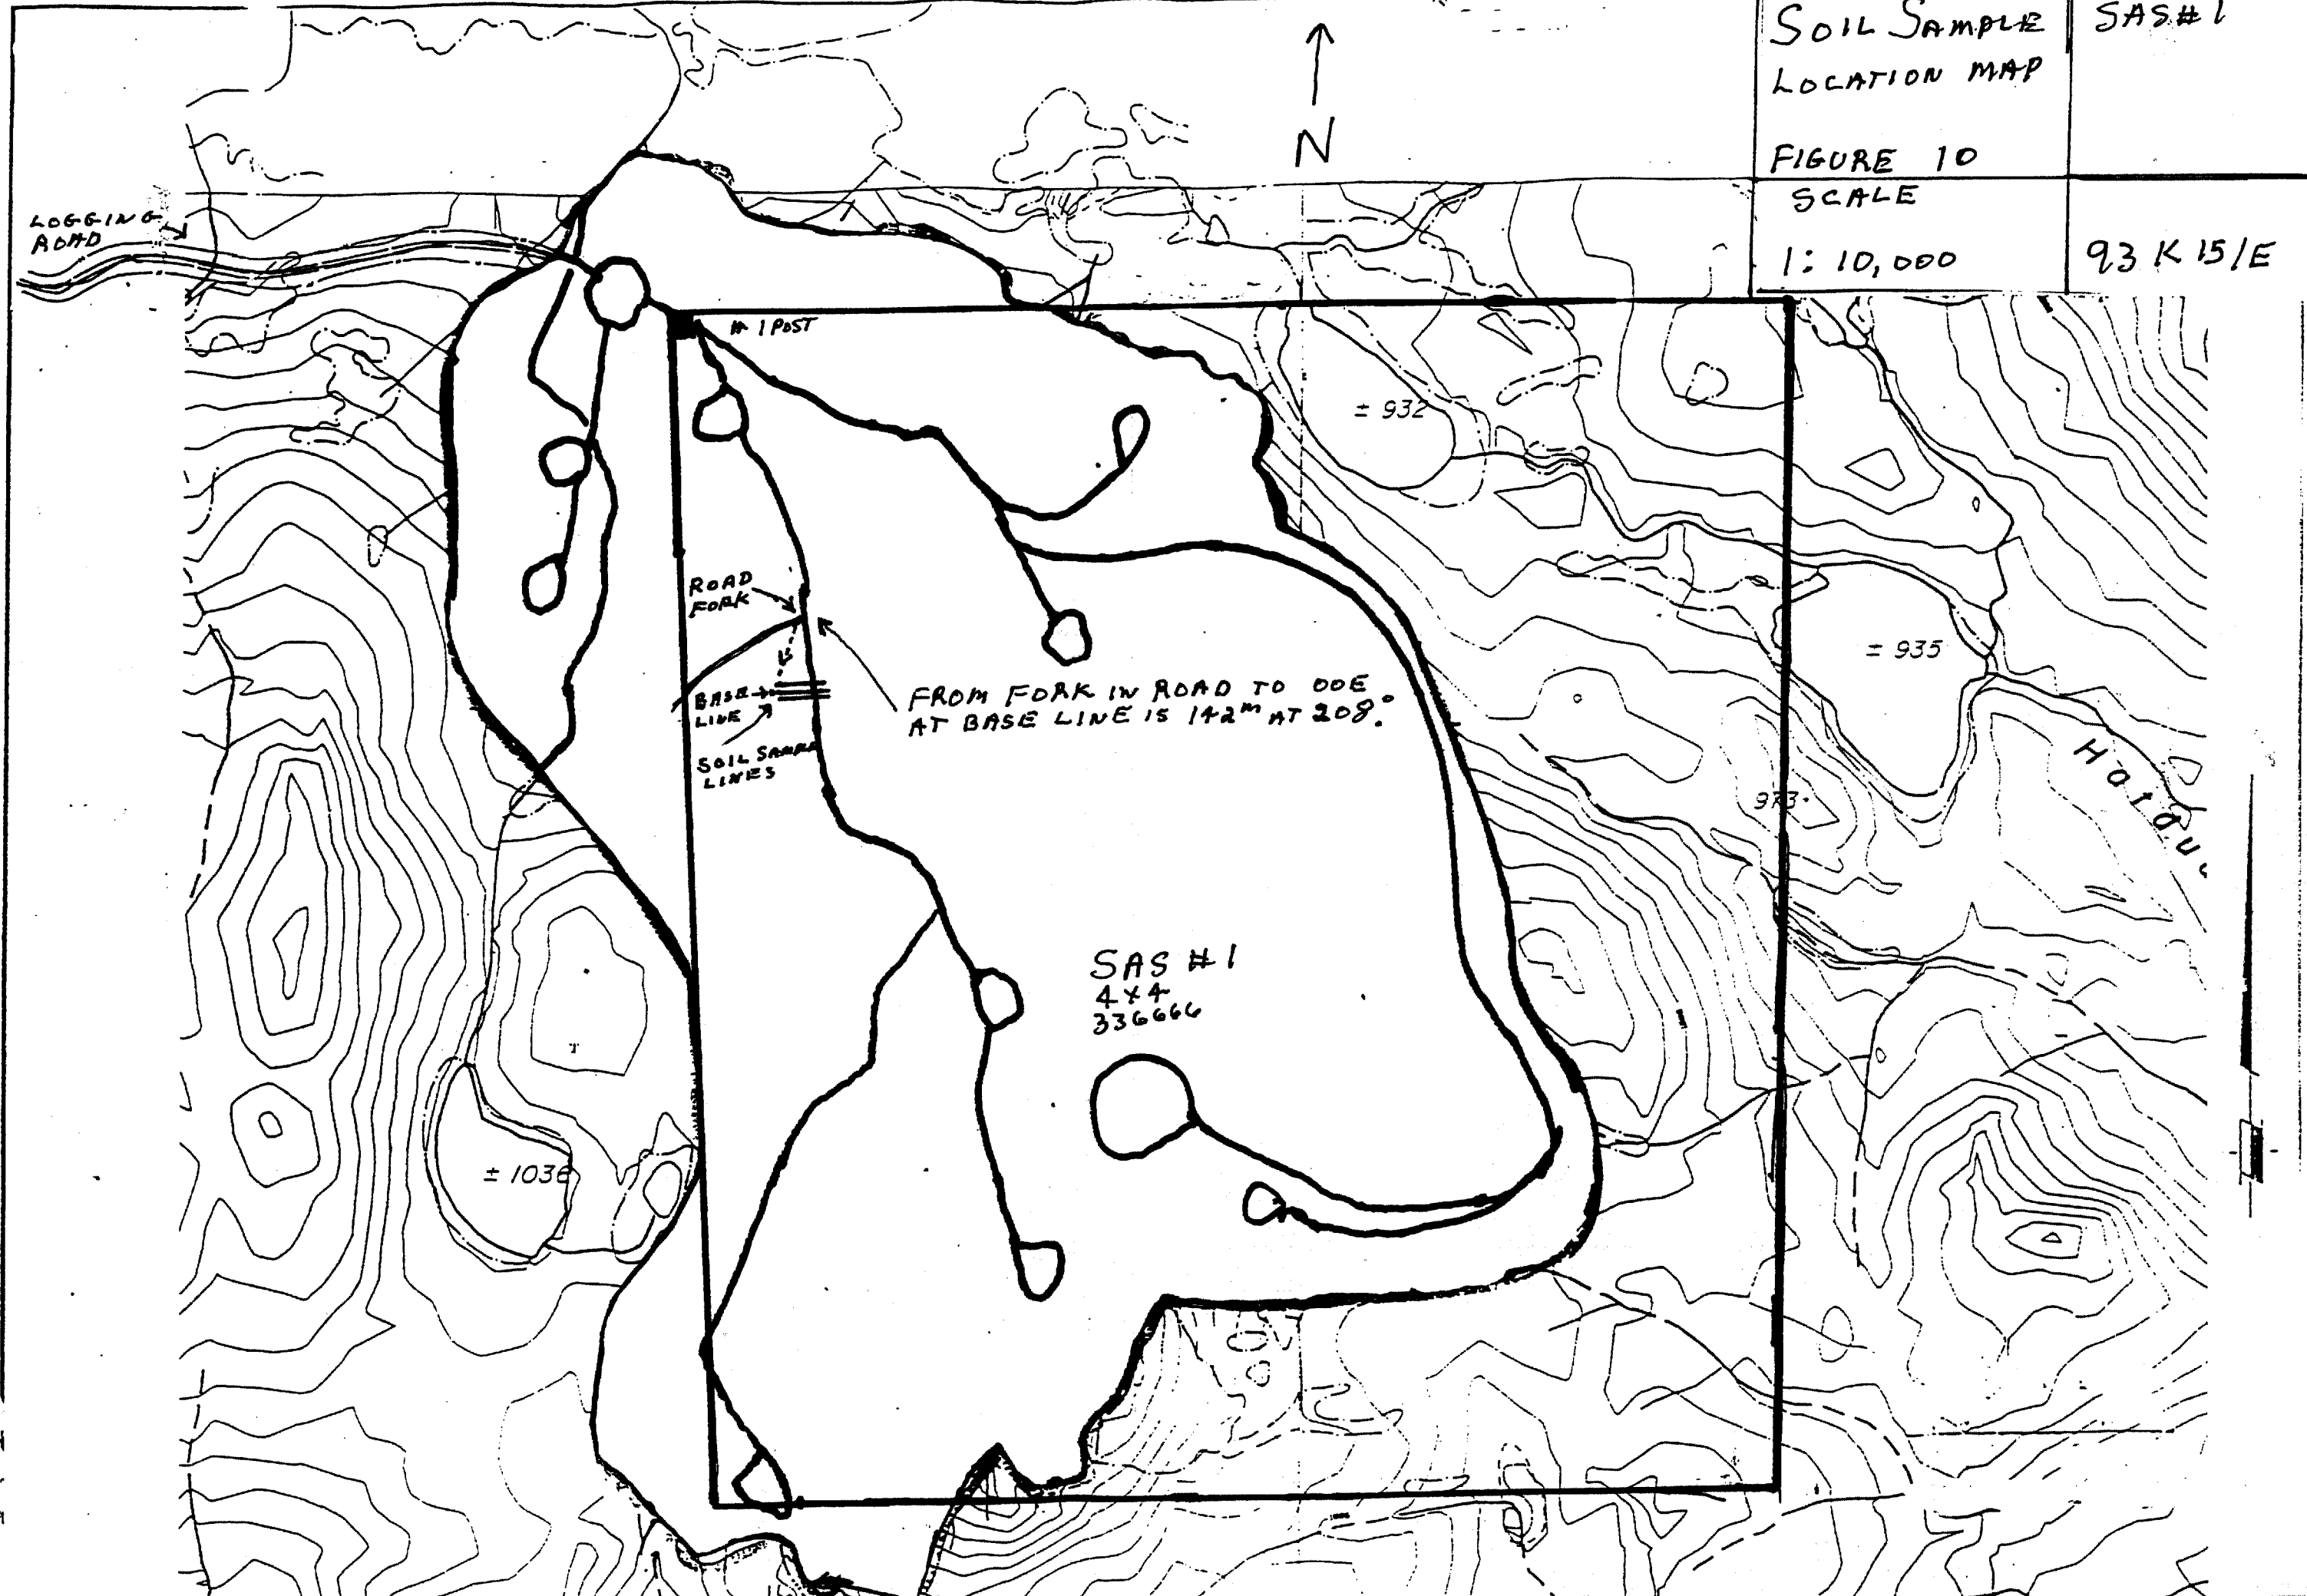 SOIL SAMPLE
LOCATION MAP
FIGURE 10
SAS#1
SCALE
1: 10,000
93 K 15/E
N
LOGGING
ROAD
# 1 POST
± 932
ROAD
FORK
± 935
BASE
LINE
FROM FORK IN ROAD TO 00E
AT BASE LINE IS 142m AT 208°.
SOIL SAMPLE
LINES
973
SAS #1
4x4
336666
± 1036
T